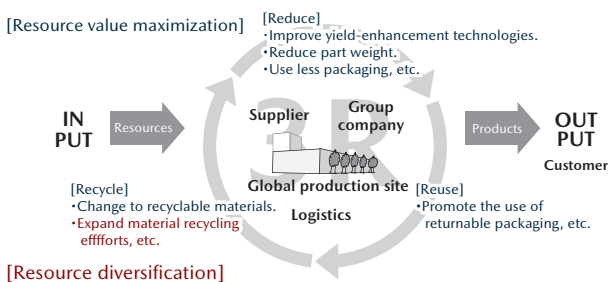 [Resource value maximization]
[Reduce]
・Improve yield-enhancement technologies.
・Reduce part weight.
・Use less packaging, etc.
3R
IN
PUT
Resources
Supplier
Group
company
Products
OUT
PUT
Customer
Global production site
Logistics
[Recycle]
・Change to recyclable materials.
・Expand material recycling
efffforts, etc.
[Reuse]
・Promote the use of
returnable packaging, etc.
[Resource diversification]